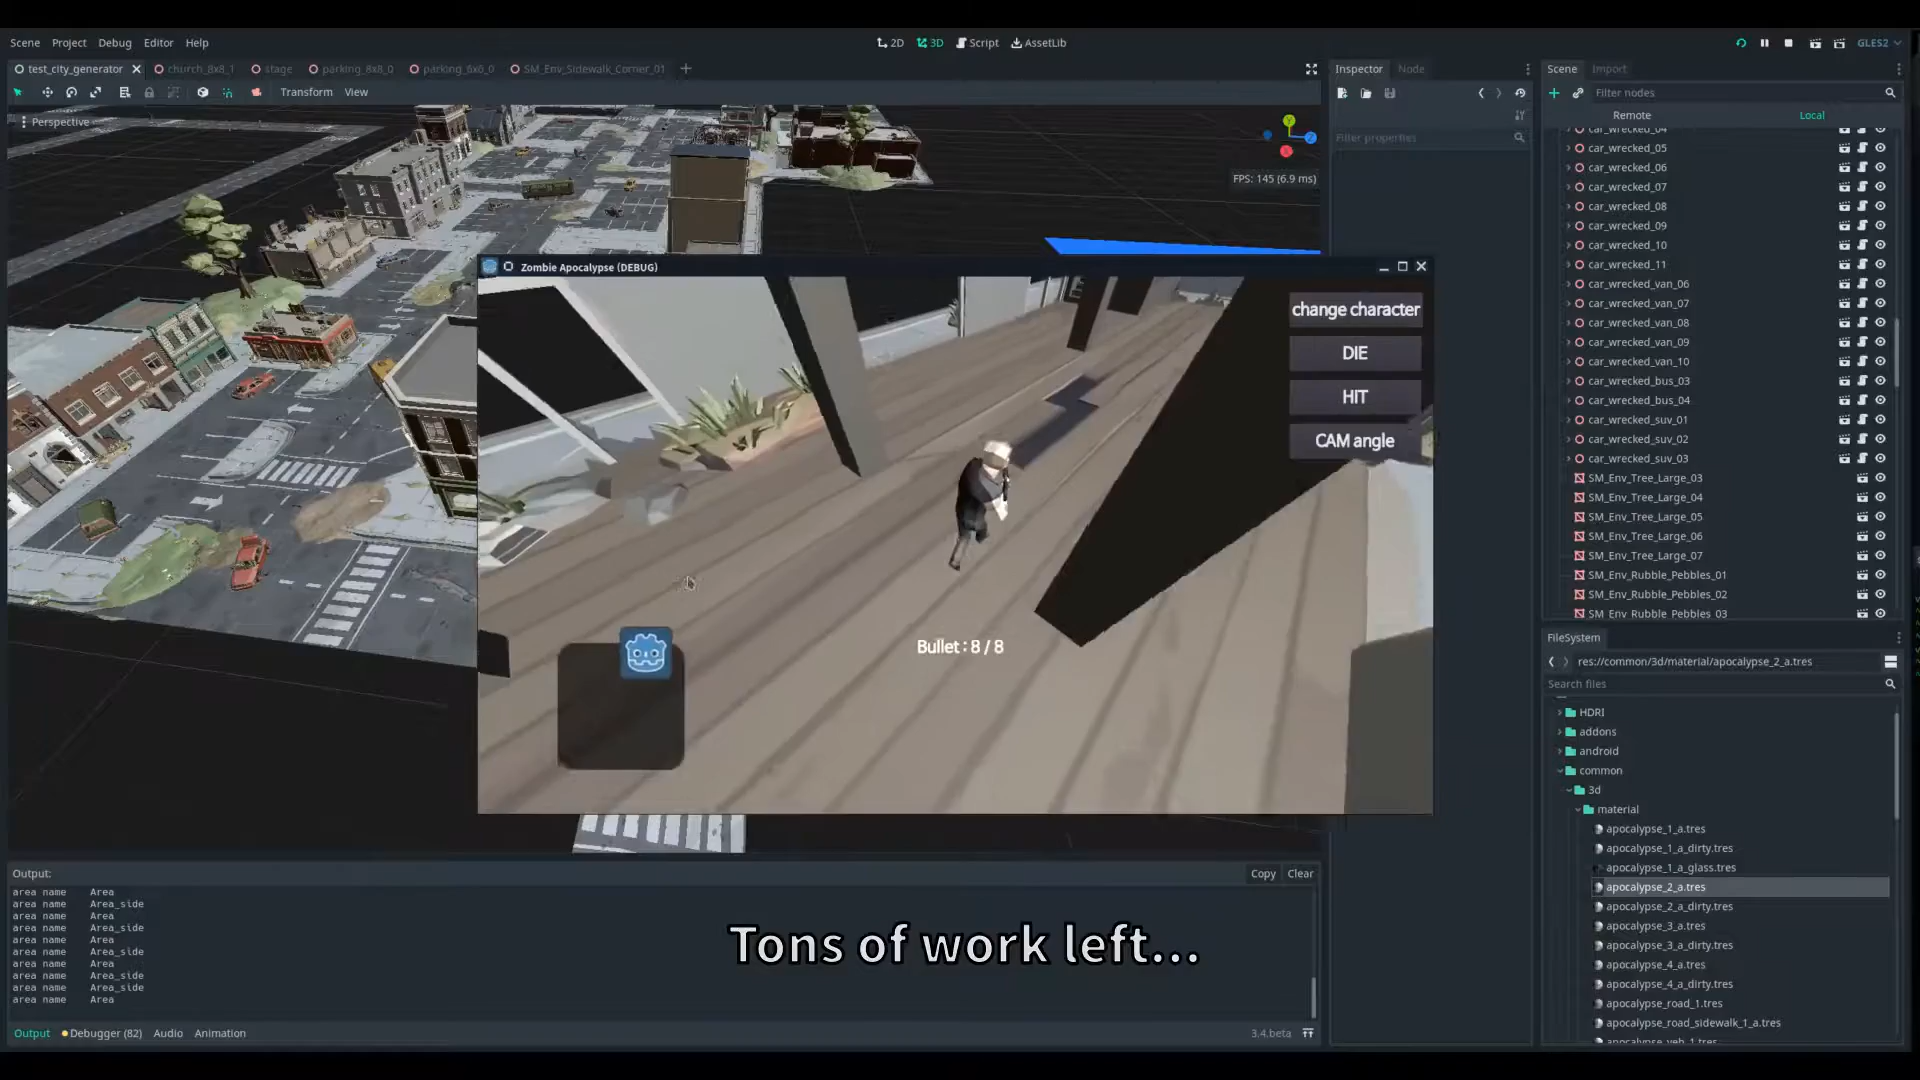 Scene Project Debug Editor Help 2D 3D Script AssetLib GLES2
test_city_generator church_8x8_1 stage parking_8x8_0 parking_6x6_0 SM_Env_Sidewalk_Corner_01
Transform View
Perspective
FPS: 145 (6.9 ms)
Zombie Apocalypse (DEBUG)
change character
DIE
HIT
CAM angle
Bullet : 8 / 8
Output: Copy Clear
area name Area
area name Area_side
area name Area
area name Area_side
area name Area
area name Area_side
area name Area
area name Area_side
area name Area_side
area name Area
Tons of work left...
Output Debugger (82) Audio Animation 3.4.beta
Inspector Node
Filter properties
Scene Import
Filter nodes
Remote Local
car_wrecked_04
car_wrecked_05
car_wrecked_06
car_wrecked_07
car_wrecked_08
car_wrecked_09
car_wrecked_10
car_wrecked_11
car_wrecked_van_06
car_wrecked_van_07
car_wrecked_van_08
car_wrecked_van_09
car_wrecked_van_10
car_wrecked_bus_03
car_wrecked_bus_04
car_wrecked_suv_01
car_wrecked_suv_02
car_wrecked_suv_03
SM_Env_Tree_Large_03
SM_Env_Tree_Large_04
SM_Env_Tree_Large_05
SM_Env_Tree_Large_06
SM_Env_Tree_Large_07
SM_Env_Rubble_Pebbles_01
SM_Env_Rubble_Pebbles_02
SM_Env_Rubble_Pebbles_03
FileSystem
res://common/3d/material/apocalypse_2_a.tres
Search files
HDRI
addons
android
common
3d
material
apocalypse_1_a.tres
apocalypse_1_a_dirty.tres
apocalypse_1_a_glass.tres
apocalypse_2_a.tres
apocalypse_2_a_dirty.tres
apocalypse_3_a.tres
apocalypse_3_a_dirty.tres
apocalypse_4_a.tres
apocalypse_4_a_dirty.tres
apocalypse_road_1.tres
apocalypse_road_sidewalk_1_a.tres
apocalypse_veh_1.tres